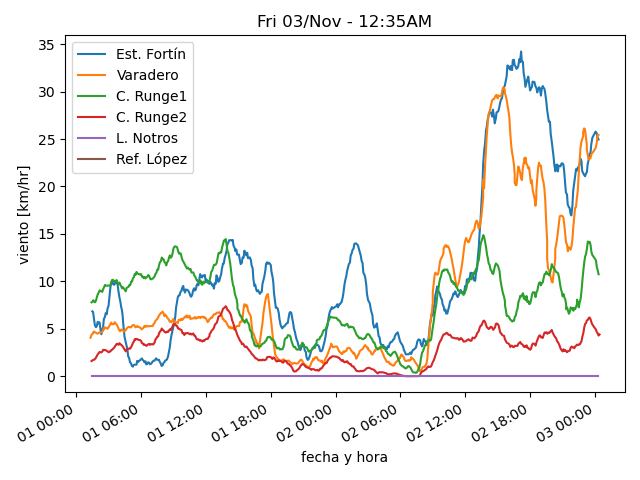 Fri 03/Nov - 12:35AM
Est. Fortín
Varadero
C. Runge1
C. Runge2
L. Notros
Ref. López
viento [km/hr]
35
30
25
20
15
10
5
0
01 00:00
01 06:00
01 12:00
01 18:00
02 00:00
02 06:00
02 12:00
02 18:00
03 00:00
fecha y hora